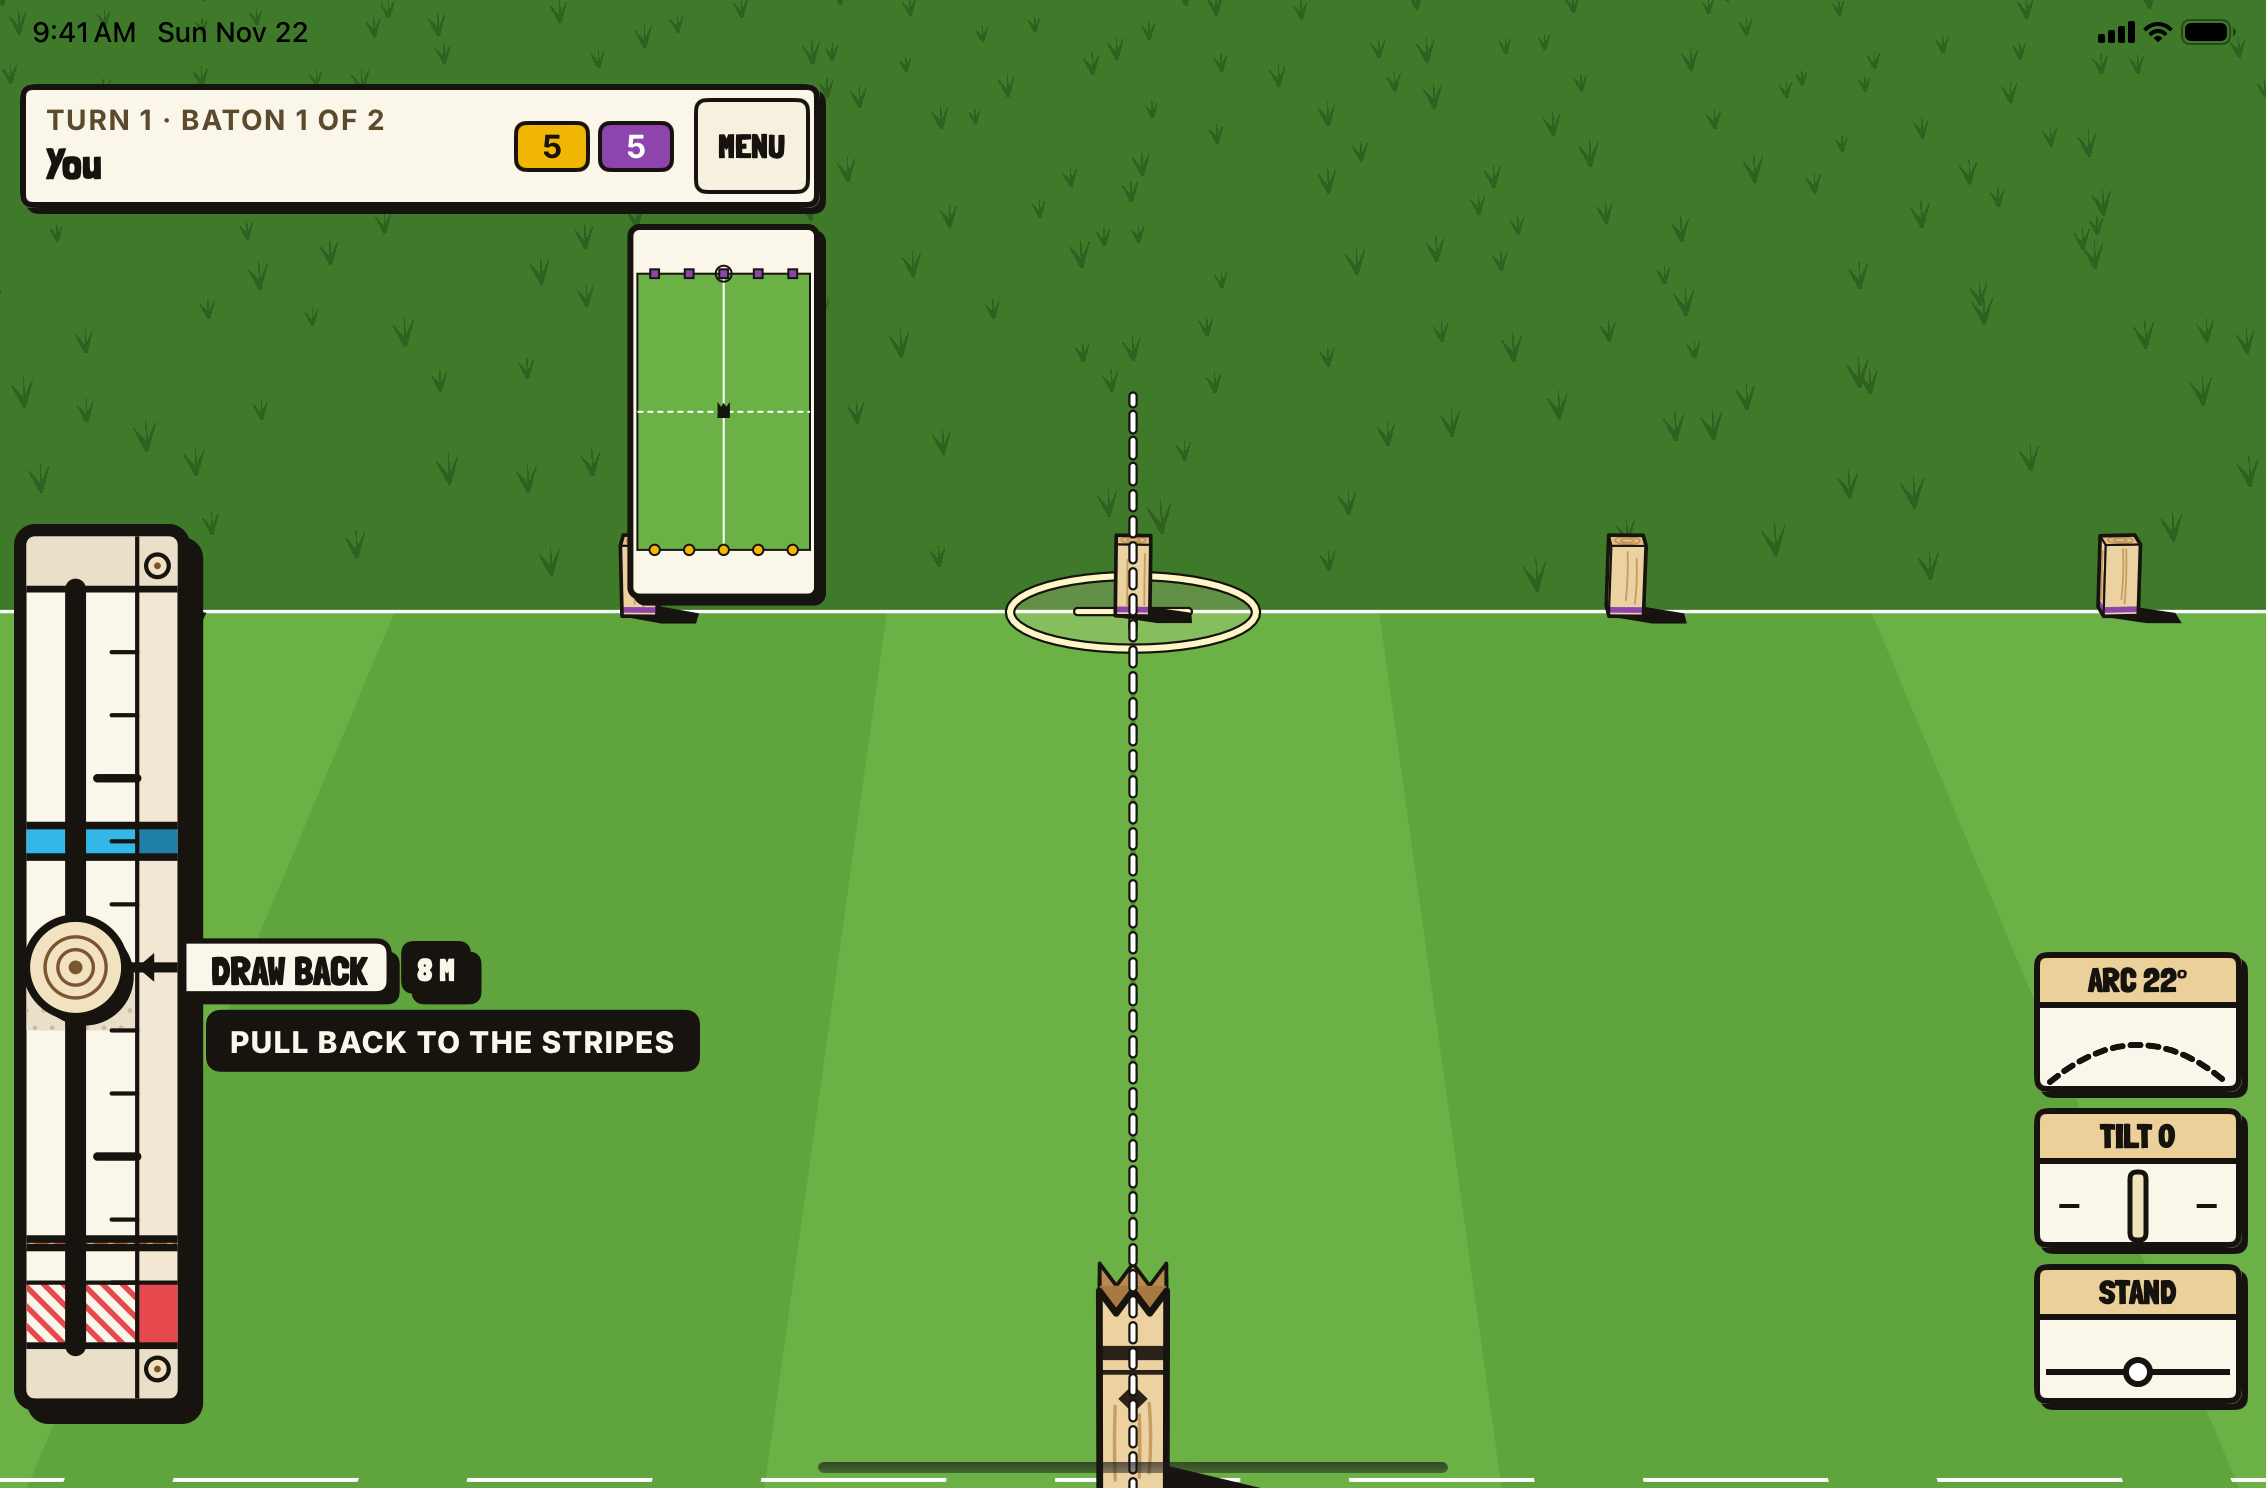 9:41 AM Sun Nov 22
TURN 1 · BATON 1 OF 2
You
5 5
MENU
DRAW BACK
8 M
PULL BACK TO THE STRIPES
ARC 22°
TILT 0
STAND